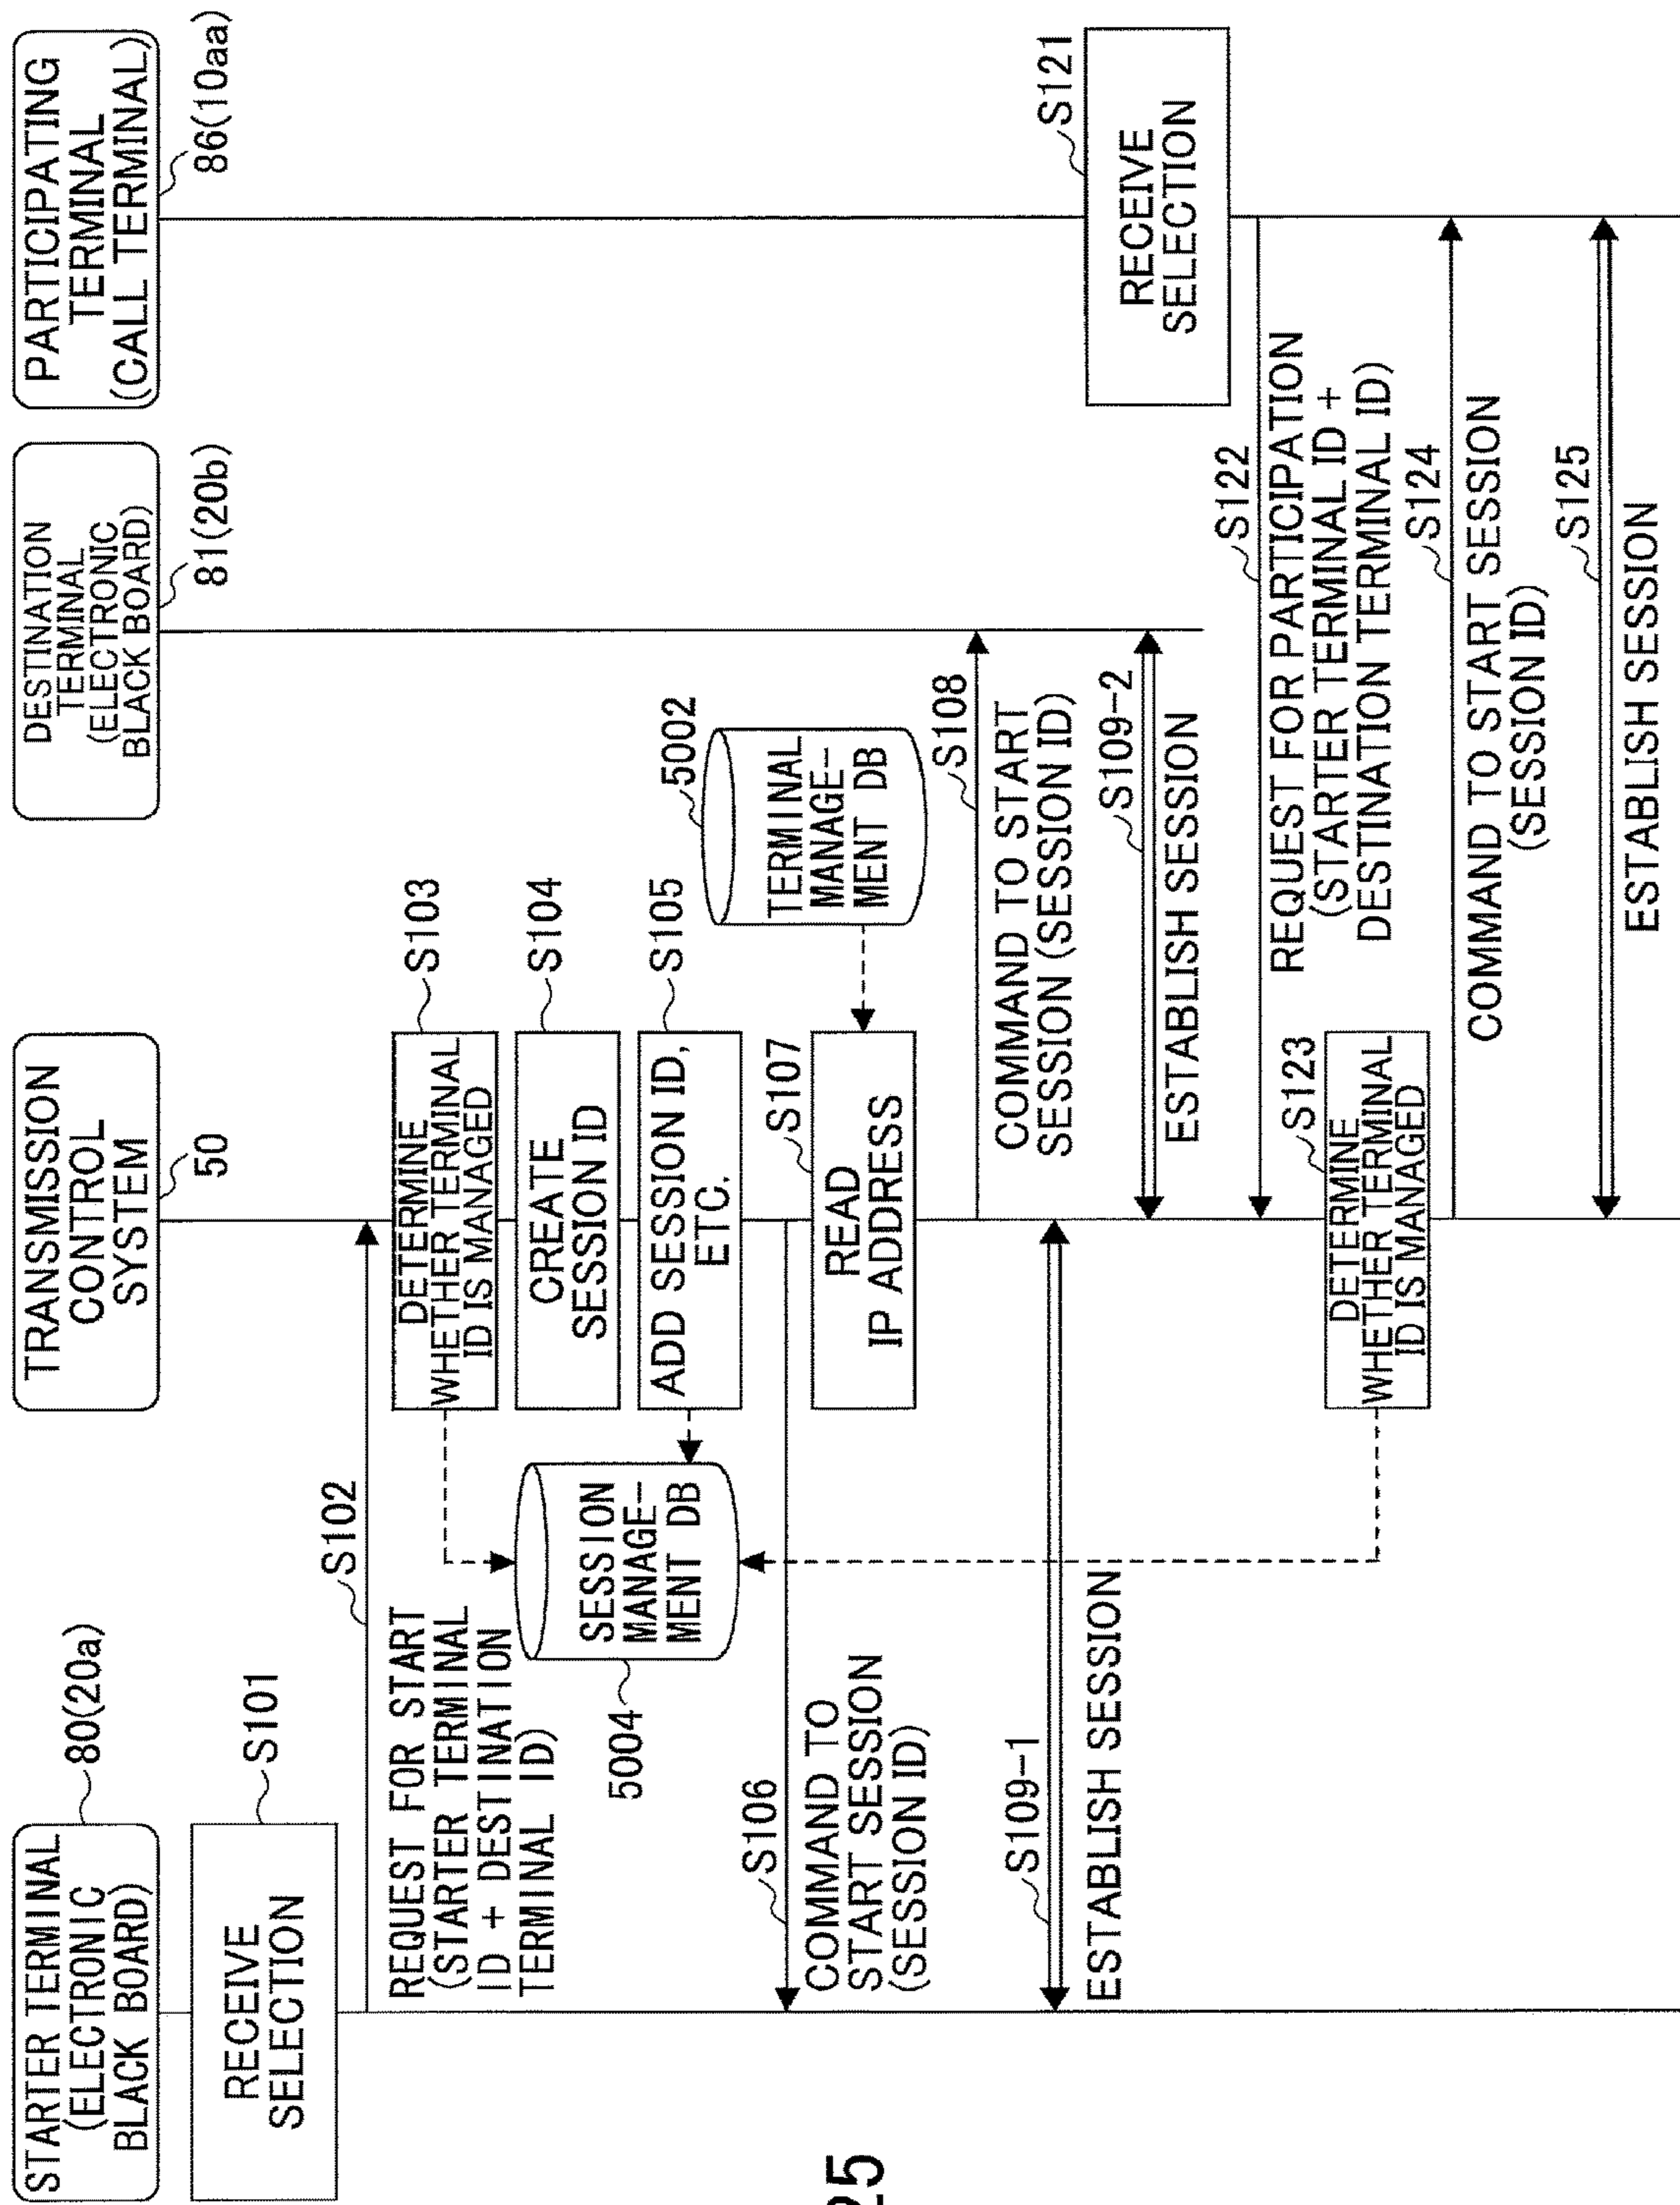 STARTER TERMINAL
(ELECTRONIC
BLACK BOARD)
80(20a)
TRANSMISSION
CONTROL
SYSTEM
50
DESTINATION
TERMINAL
(ELECTRONIC
BLACK BOARD)
81(20b)
PARTICIPATING
TERMINAL
(CALL TERMINAL)
86(10aa)
S101
RECEIVE
SELECTION
S102
REQUEST FOR START
(STARTER TERMINAL
ID + DESTINATION
TERMINAL ID)
S103
DETERMINE
WHETHER TERMINAL
ID IS MANAGED
S104
CREATE
SESSION ID
S105
ADD SESSION ID,
ETC.
5004
SESSION
MANAGE-
MENT DB
5002
TERMINAL
MANAGE-
MENT DB
S106
COMMAND TO
START SESSION
(SESSION ID)
S107
READ
IP ADDRESS
S108
COMMAND TO START
SESSION (SESSION ID)
S109-1
ESTABLISH SESSION
S109-2
ESTABLISH SESSION
S121
RECEIVE
SELECTION
S122
REQUEST FOR PARTICIPATION
(STARTER TERMINAL ID +
DESTINATION TERMINAL ID)
S123
DETERMINE
WHETHER TERMINAL
ID IS MANAGED
S124
COMMAND TO START SESSION
(SESSION ID)
S125
ESTABLISH SESSION
25